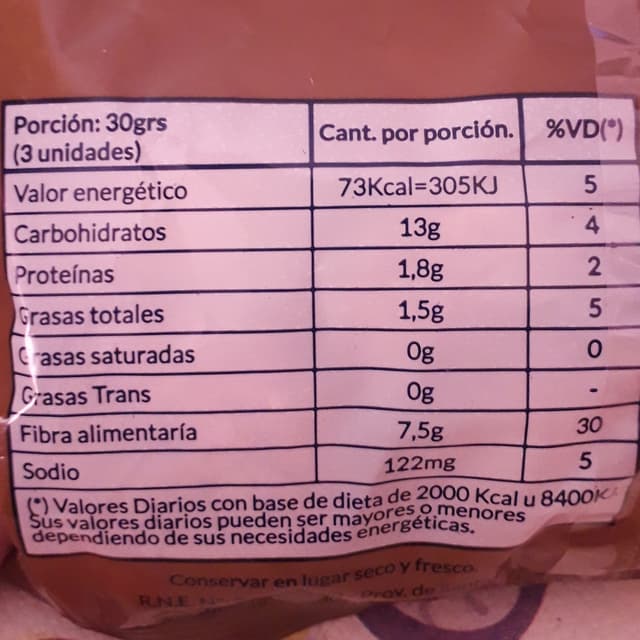 Porción: 30grs
(3 unidades) Cant. por porción. %VD(*)
Valor energético 73Kcal=305KJ 5
Carbohidratos 13g 4
Proteínas 1,8g 2
Grasas totales 1,5g 5
Grasas saturadas 0g 0
Grasas Trans 0g -
Fibra alimentaría 7,5g 30
Sodio 122mg 5
(*) Valores Diarios con base de dieta de 2000 Kcal u 8400K
Sus valores diarios pueden ser mayores o menores
dependiendo de sus necesidades energéticas.
Conservar en lugar seco y fresco
R.N.E Prov. de